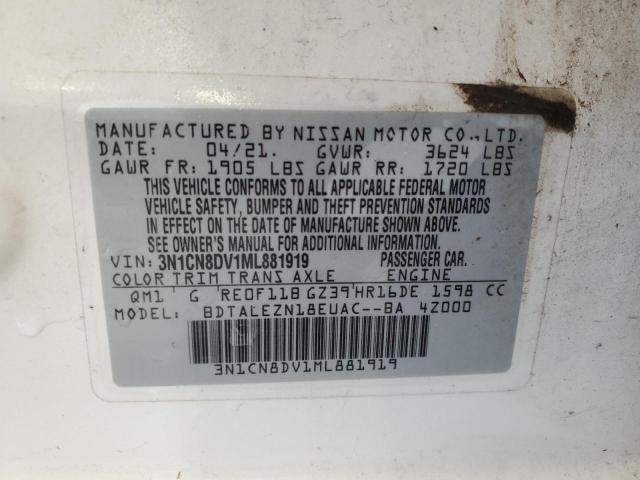 MANUFACTURED BY NISSAN MOTOR CO.,LTD.
DATE: 04/21. GVWR: 3624 LBS
GAWR FR: 1905 LBS GAWR RR: 1720 LBS
THIS VEHICLE CONFORMS TO ALL APPLICABLE FEDERAL MOTOR
VEHICLE SAFETY, BUMPER AND THEFT PREVENTION STANDARDS
IN EFFECT ON THE DATE OF MANUFACTURE SHOWN ABOVE.
SEE OWNER'S MANUAL FOR ADDITIONAL INFORMATION.
VIN: 3N1CN8DV1ML881919 PASSENGER CAR.
COLOR TRIM TRANS AXLE ENGINE
QM1 G RE0F11B GZ39 HR16DE 1598 CC
MODEL: BDTALEZN18EUAC--BA 4Z000
3N1CN8DV1ML881919